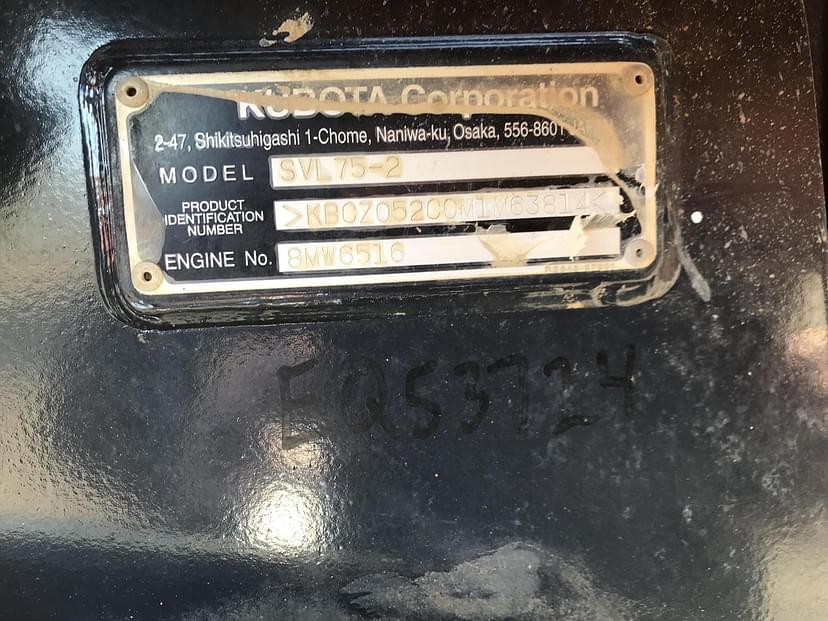 KUBOTA Corporation
2-47, Shikitsuhigashi 1-Chome, Naniwa-ku, Osaka, 556-8601
MODEL SVL75-2
PRODUCT
IDENTIFICATION
NUMBER
>KBCZ052CCM1M63814<
ENGINE No. 8MW6516
EQ53724